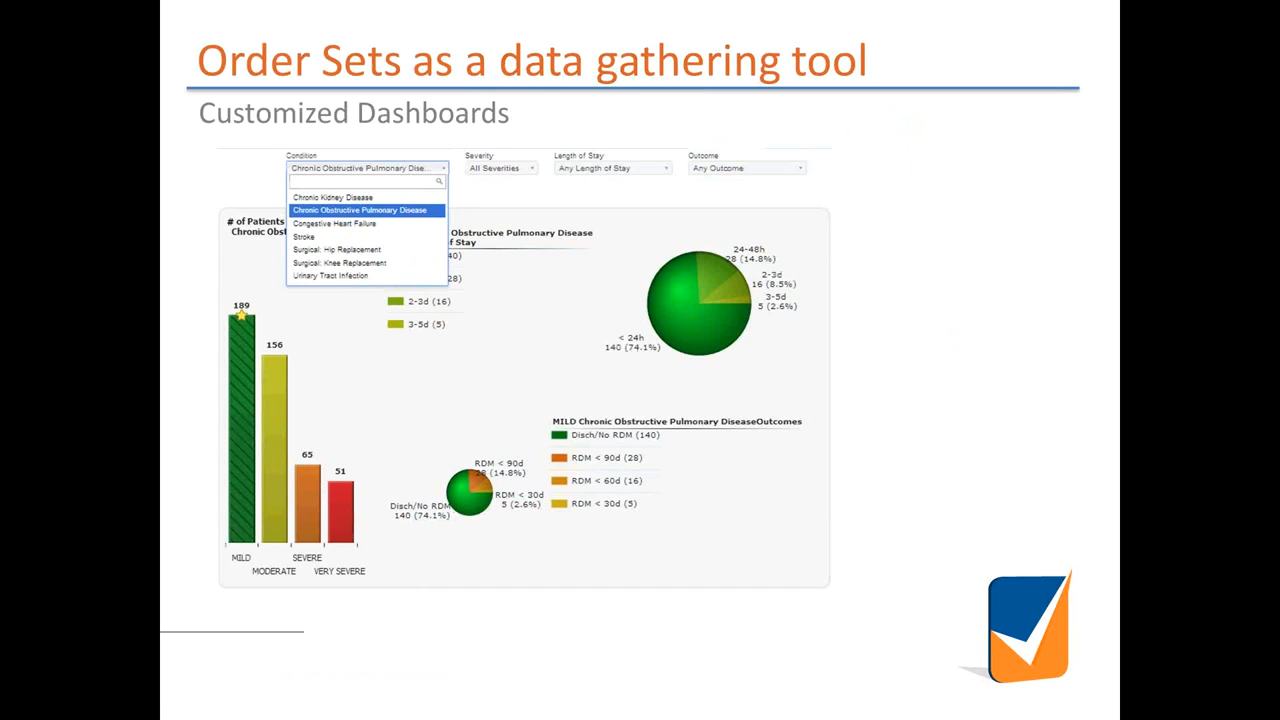 Order Sets as a data gathering tool
Customized Dashboards
Condition
Severity
Length of Stay
Outcome
Chronic Obstructive Pulmonary Dise...
All Severities
Any Length of Stay
Any Outcome
Chronic Kidney Disease
Chronic Obstructive Pulmonary Disease
Congestive Heart Failure
Stroke
Surgical: Hip Replacement
Surgical: Knee Replacement
Urinary Tract Infection
# of Patients
Chronic Obst
Obstructive Pulmonary Disease
f Stay
40)
28)
2-3d (16)
3-5d (5)
24-48h
28 (14.8%)
2-3d
16 (8.5%)
3-5d
5 (2.6%)
< 24h
140 (74.1%)
189
156
65
51
MILD
MODERATE
SEVERE
VERY SEVERE
MILD Chronic Obstructive Pulmonary DiseaseOutcomes
Disch/No RDM (140)
RDM < 90d (28)
RDM < 60d (16)
RDM < 30d (5)
RDM < 90d
28 (14.8%)
RDM < 30d
5 (2.6%)
Disch/No RDM
140 (74.1%)